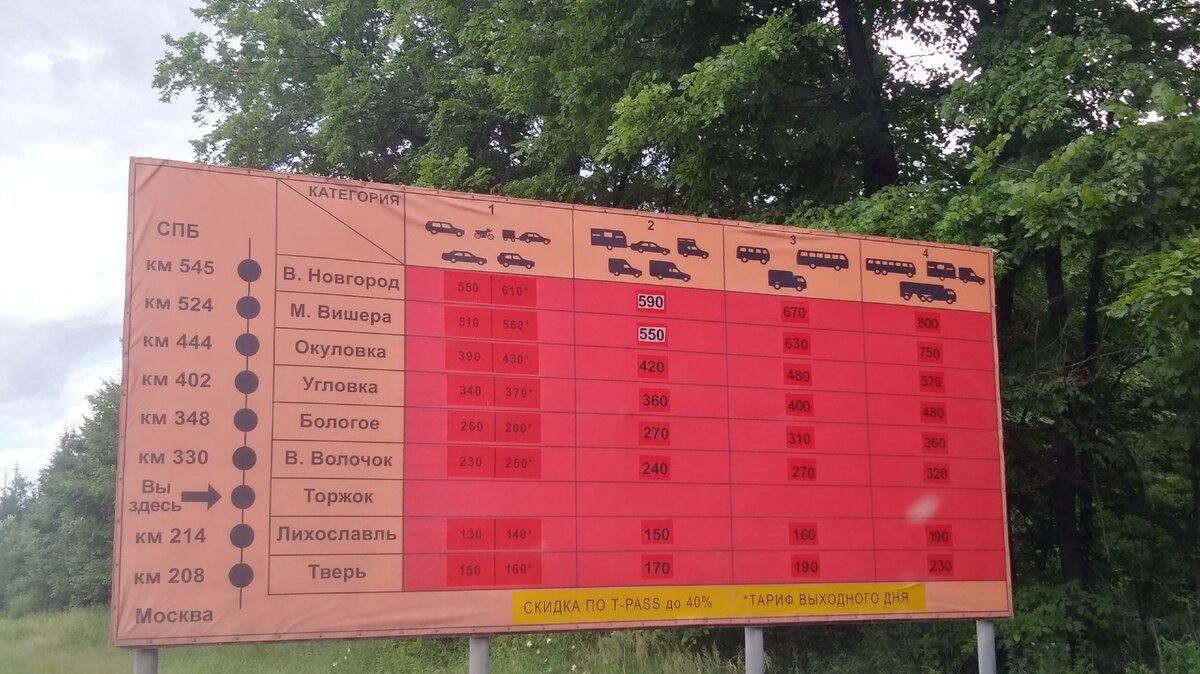 КАТЕГОРИЯ 1 2 3 4
СПБ
км 545 В. Новгород 550 610* 590 670 800
км 524 М. Вишера 510 560* 550 630 750
км 444 Окуловка 390 430* 420 480 570
км 402 Угловка 340 370* 360 400 480
км 348 Бологое 260 290* 270 310 360
км 330 В. Волочок 230 250* 240 270 320
Вы
здесь Торжок
км 214 Лихославль 130 140* 150 160 190
км 208 Тверь 150 160* 170 190 230
Москва
СКИДКА ПО T-PASS до 40% *ТАРИФ ВЫХОДНОГО ДНЯ